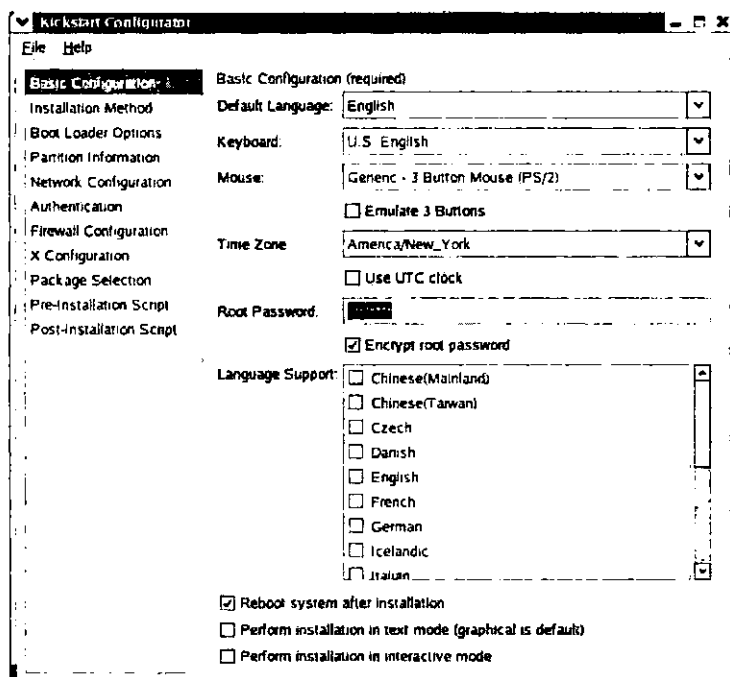 Kickstart Configurator
File Help
Basic Configuration
Installation Method
Boot Loader Options
Partition Information
Network Configuration
Authentication
Firewall Configuration
X Configuration
Package Selection
Pre-Installation Script
Post-Installation Script
Basic Configuration (required)
Default Language: English
Keyboard: U.S. English
Mouse: Generic - 3 Button Mouse (PS/2)
Emulate 3 Buttons
Time Zone America/New_York
Use UTC clock
Root Password:
Encrypt root password
Language Support:
Chinese(Mainland)
Chinese(Taiwan)
Czech
Danish
English
French
German
Icelandic
Italian
Reboot system after installation
Perform installation in text mode (graphical is default)
Perform installation in interactive mode